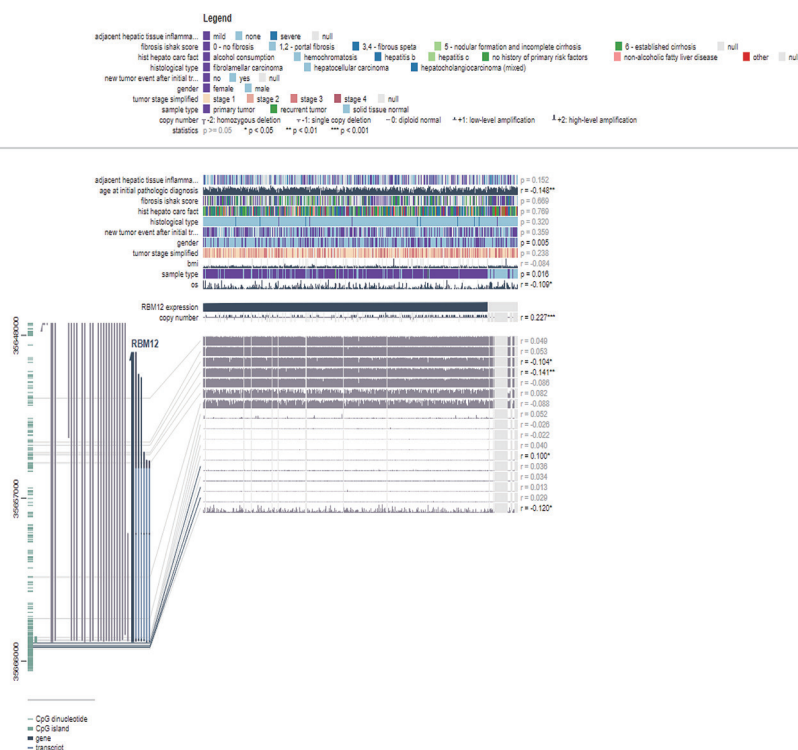 Legend
adjacent hepatic tissue inflamma... mild none severe null
fibrosis ishak score 0 - no fibrosis 1,2 - portal fibrosis 3,4 - fibrous speta 5 - nodular formation and incomplete cirrhosis 6 - established cirrhosis null
hist hepato carc fact alcohol consumption hemochromatosis hepatitis b hepatitis c no history of primary risk factors non-alcoholic fatty liver disease other nul
histological type fibrolamellar carcinoma hepatocellular carcinoma hepatocholangiocarcinoma (mixed)
new tumor event after initial tr... no yes null
gender female male
tumor stage simplified stage 1 stage 2 stage 3 stage 4 null
sample type primary tumor recurrent tumor solid tissue normal
copy number -2: homozygous deletion -1: single copy deletion 0: diploid normal +1: low-level amplification +2: high-level amplification
statistics p >= 0.05 * p < 0.05 ** p < 0.01 *** p < 0.001
adjacent hepatic tissue inflamma... p = 0.152
age at initial pathologic diagnosis r = -0.148**
fibrosis ishak score p = 0.669
hist hepato carc fact p = 0.769
histological type p = 0.320
new tumor event after initial tr... p = 0.359
gender p = 0.005
tumor stage simplified p = 0.238
bmi r = -0.084
sample type p = 0.016
os r = -0.109*
RBM12 expression
copy number r = 0.227***
35648000
RBM12
r = 0.049
r = 0.053
r = -0.104*
r = -0.141**
r = -0.086
r = 0.082
r = -0.088
r = 0.052
r = -0.026
r = -0.022
r = 0.040
r = 0.100*
r = 0.036
r = 0.034
r = 0.013
r = 0.029
r = -0.120*
35657000
35666000
CpG dinucleotide
CpG island
gene
transcript